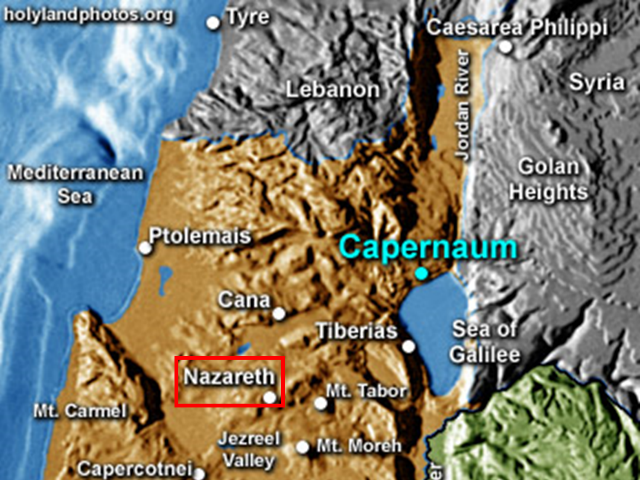 holylandphotos.org
Tyre
Caesarea Philippi
Lebanon
Jordan River
Syria
Mediterranean
Sea
Golan
Heights
Ptolemais
Capernaum
Cana
Tiberias
Sea of
Galilee
Nazareth
Mt. Tabor
Mt. Carmel
Jezreel
Valley
Mt. Moreh
Capercotnei
er